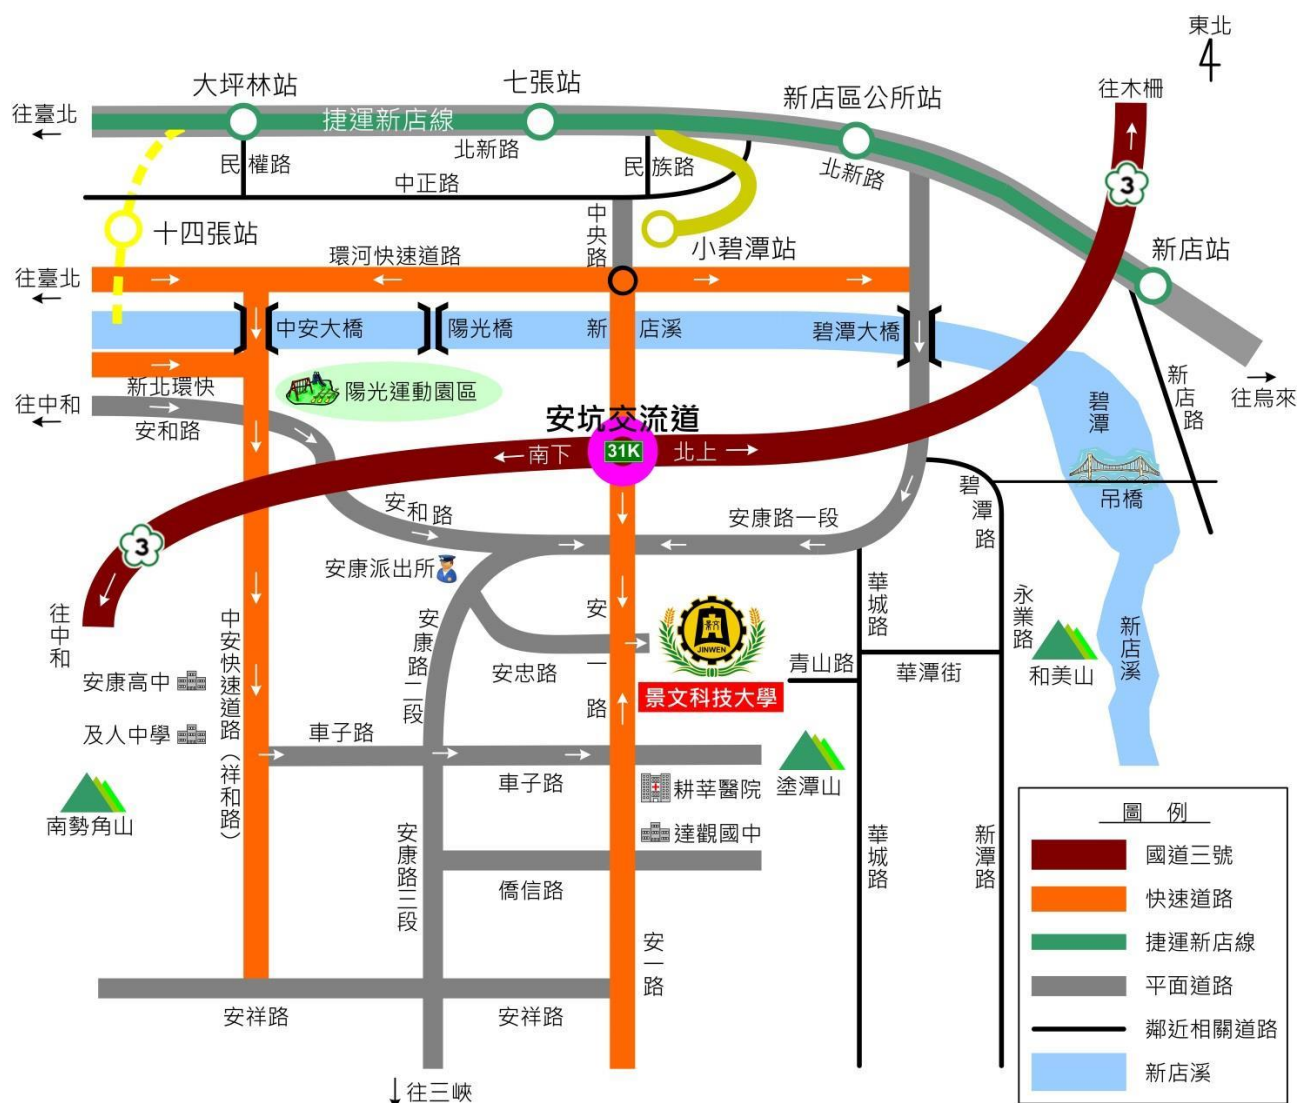 東北
往木柵
大坪林站
七張站
新店區公所站
往臺北
捷運新店線
北新路
民權路
民族路
北新路
中正路
3
十四張站
中央路
小碧潭站
新店站
環河快速道路
往臺北
中安大橋
陽光橋
新店溪
碧潭大橋
新北環快
陽光運動園區
碧潭
新店路
往烏來
往中和
安和路
安坑交流道
31K
南下
北上
吊橋
碧潭路
安和路
安康路一段
3
安康派出所
往中和
中安快速道路(祥和路)
安康路二段
安忠路
安一路
JINWEN
景文科技大學
華城路
永業路
新店溪
青山路
華潭街
和美山
安康高中
及人中學
車子路
車子路
塗潭山
耕莘醫院
達觀國中
南勢角山
安康路三段
僑信路
華城路
新潭路
安一路
安祥路
安祥路
往三峽
圖例
國道三號
快速道路
捷運新店線
平面道路
鄰近相關道路
新店溪